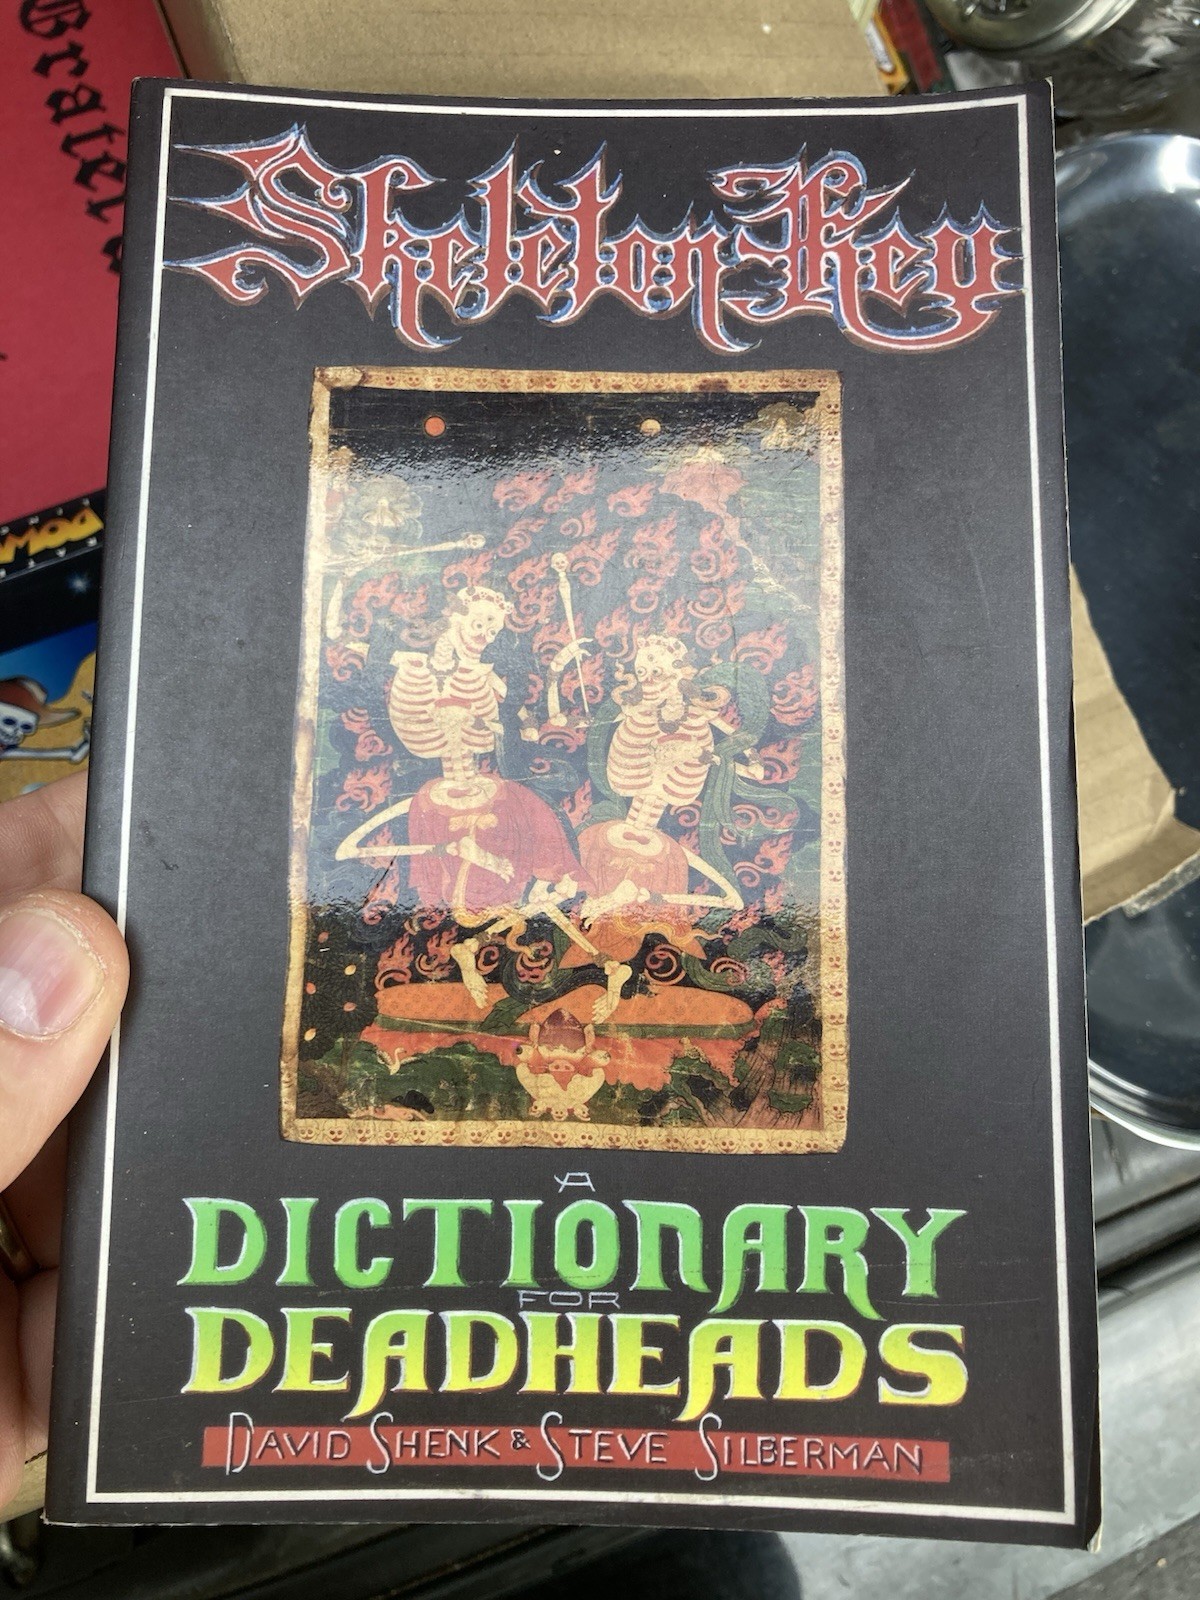 Skeleton Key
A
DICTIONARY
FOR
DEADHEADS
DAVID SHENK & STEVE SILBERMAN